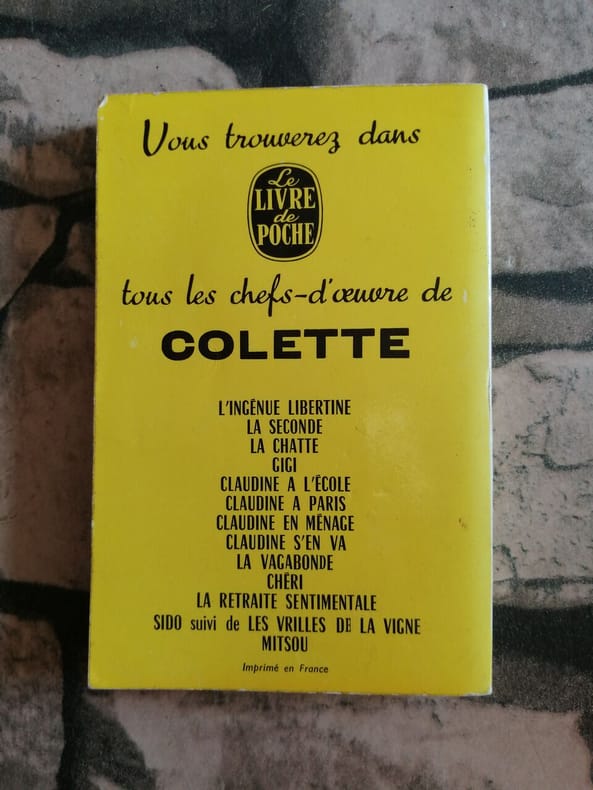 Vous trouverez dans
Le
LIVRE
de
POCHE
tous les chefs-d'œuvre de
COLETTE
L'INGÉNUE LIBERTINE
LA SECONDE
LA CHATTE
GIGI
CLAUDINE A L'ÉCOLE
CLAUDINE A PARIS
CLAUDINE EN MÉNAGE
CLAUDINE S'EN VA
LA VAGABONDE
CHÉRI
LA RETRAITE SENTIMENTALE
SIDO suivi de LES VRILLES DE LA VIGNE
MITSOU
Imprimé en France